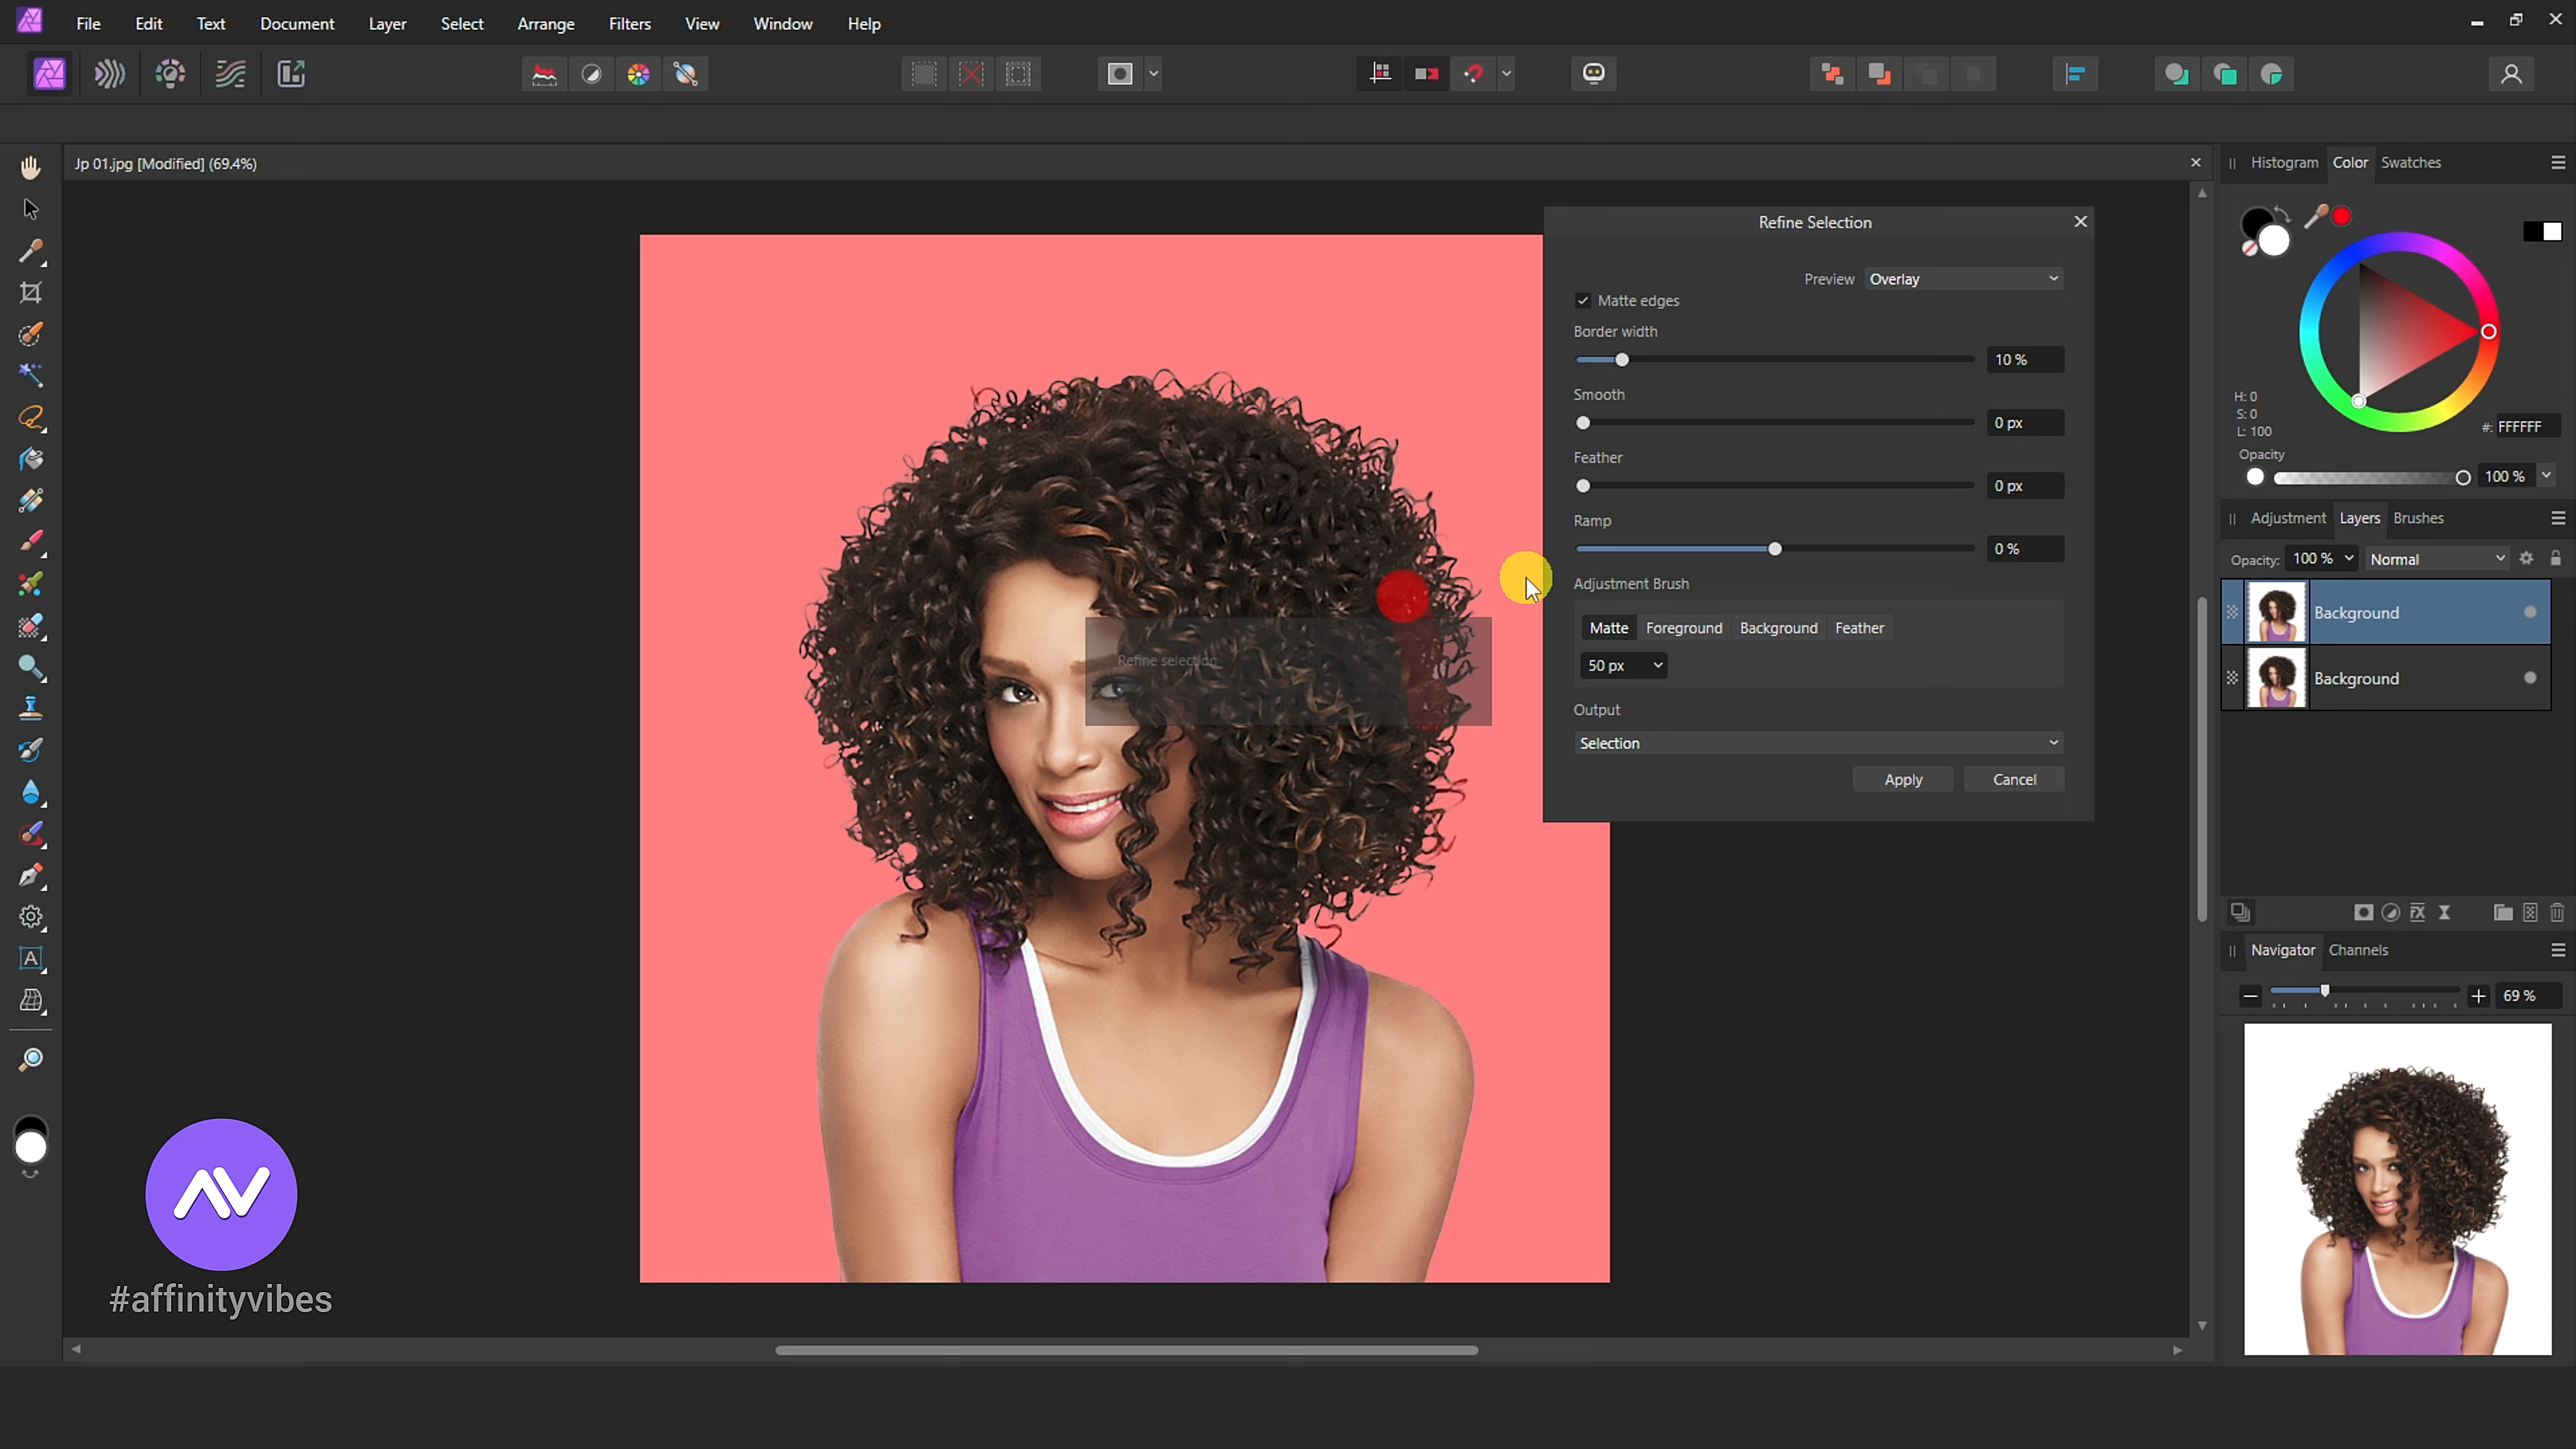 File Edit Text Document Layer Select Arrange Filters View Window Help
Jp 01.jpg [Modified] (69.4%)
Histogram Color Swatches
Refine Selection
Preview Overlay
Matte edges
Border width
10 %
Smooth
0 px
Feather
0 px
Ramp
0 %
Adjustment Brush
Matte Foreground Background Feather
50 px
Output
Selection
Apply Cancel
Refine selection
H: 0
S: 0
L: 100
#: FFFFFF
Opacity
100 %
Adjustment Layers Brushes
Opacity: 100 % Normal
Background
Background
FX
Navigator Channels
69 %
A
AV
#affinityvibes